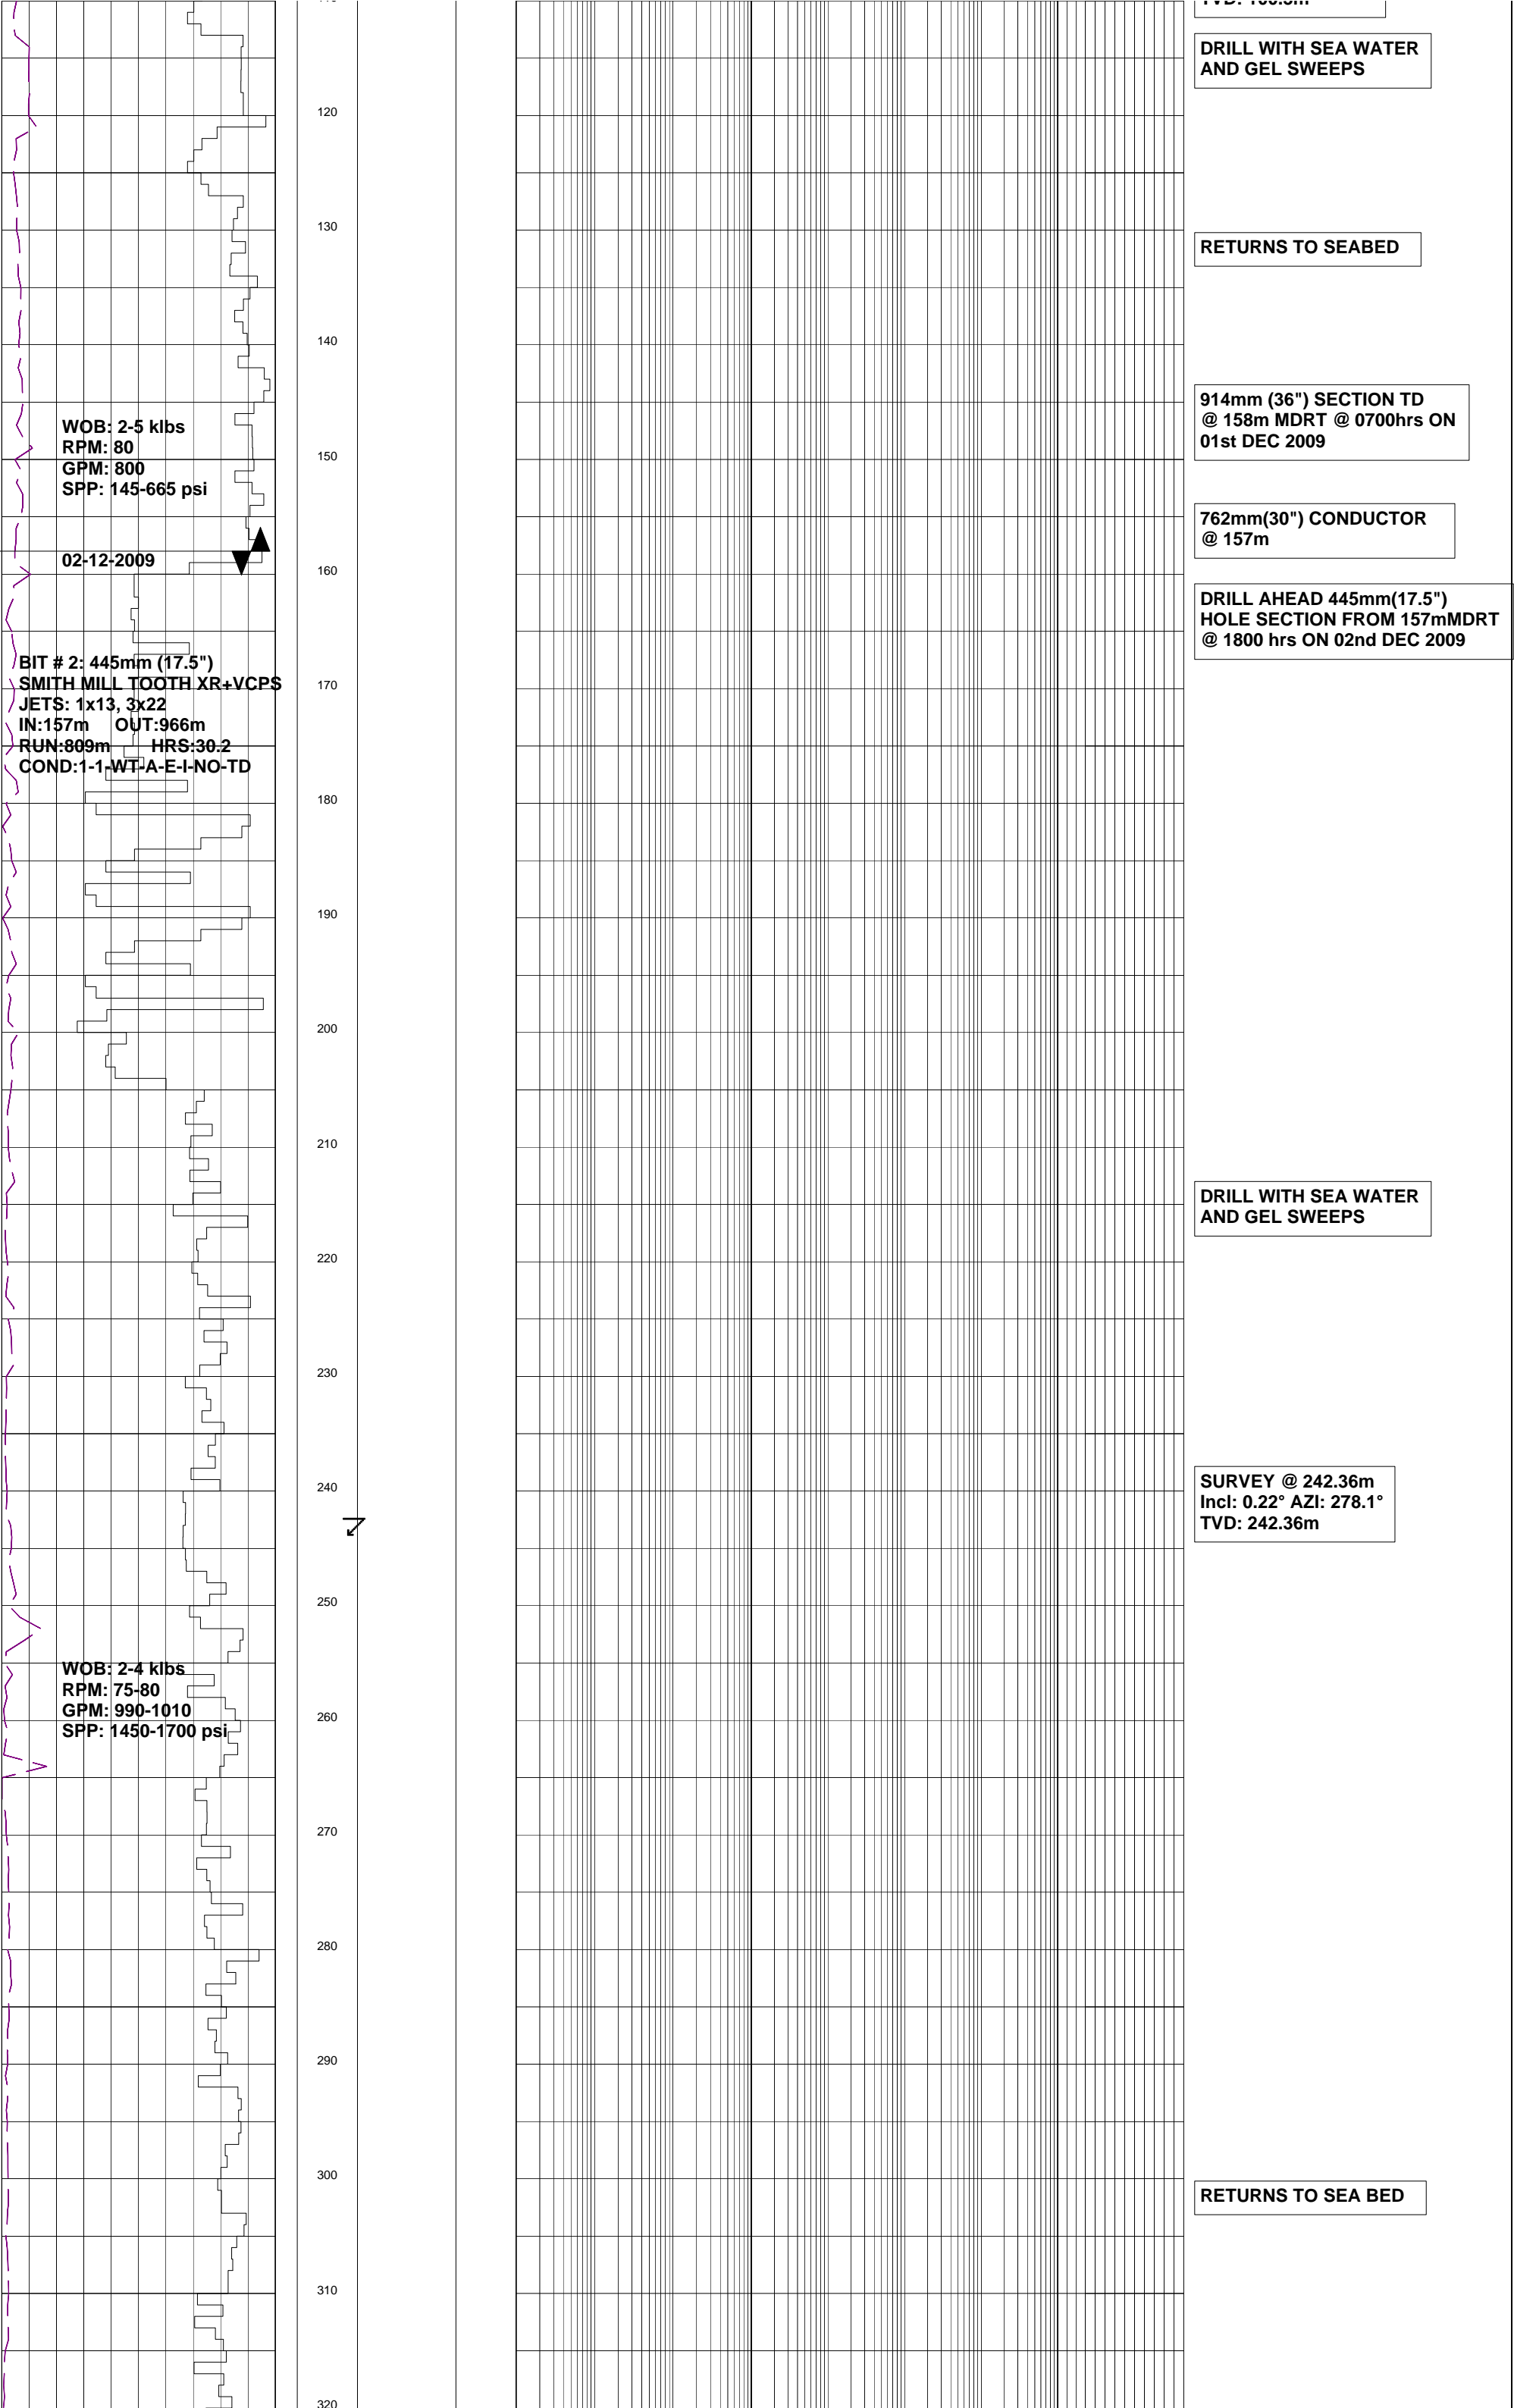 DRILL WITH SEA WATER
AND GEL SWEEPS
120
130
RETURNS TO SEABED
140
914mm (36") SECTION TD
@ 158m MDRT @ 0700hrs ON
01st DEC 2009
WOB: 2-5 klbs
RPM: 80
GPM: 800
SPP: 145-665 psi
150
762mm(30") CONDUCTOR
@ 157m
02-12-2009
160
DRILL AHEAD 445mm(17.5")
HOLE SECTION FROM 157mMDRT
@ 1800 hrs ON 02nd DEC 2009
BIT # 2: 445mm (17.5")
SMITH MILL TOOTH XR+VCPS
JETS: 1x13, 3x22
IN:157m OUT:966m
RUN:809m HRS:30.2
COND:1-1-WT-A-E-I-NO-TD
170
180
190
200
210
DRILL WITH SEA WATER
AND GEL SWEEPS
220
230
240
SURVEY @ 242.36m
Incl: 0.22° AZI: 278.1°
TVD: 242.36m
250
WOB: 2-4 klbs
RPM: 75-80
GPM: 990-1010
SPP: 1450-1700 psi
260
270
280
290
300
RETURNS TO SEA BED
310
320